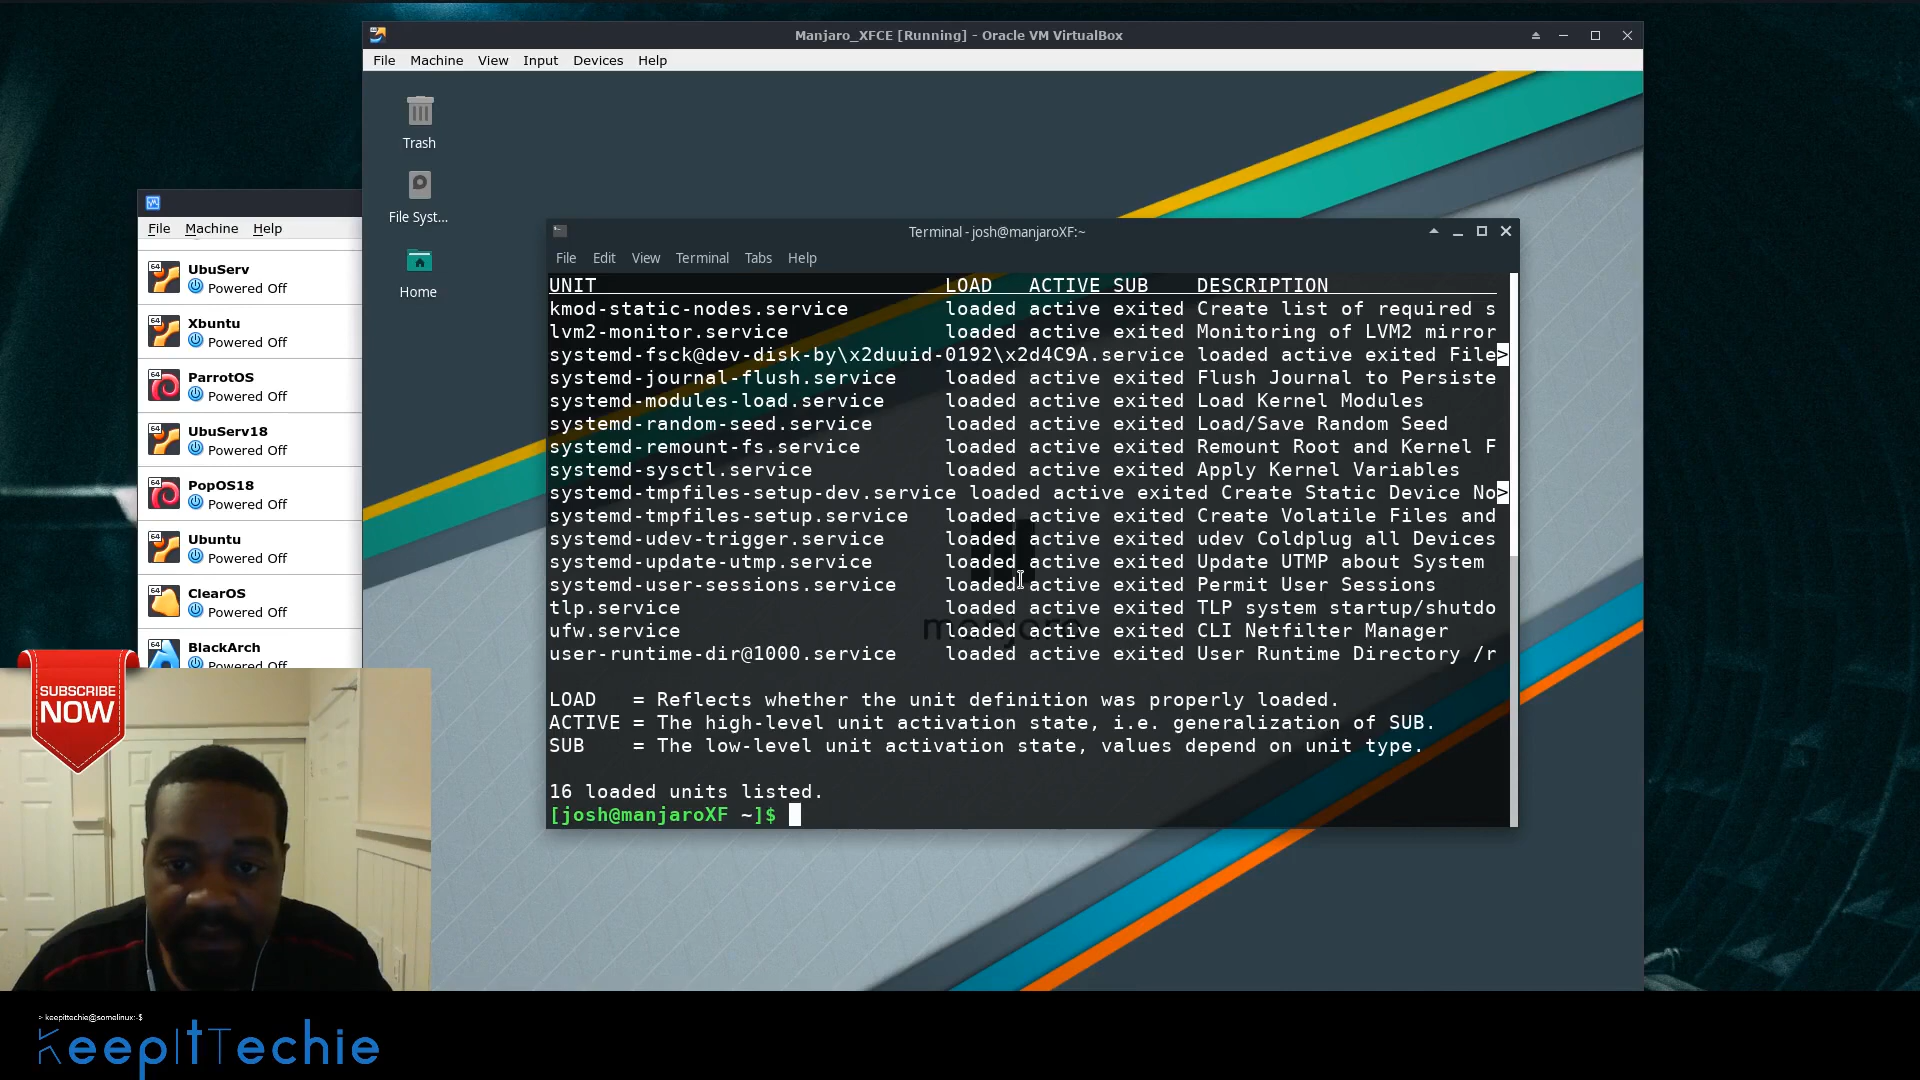 Manjaro_XFCE [Running] - Oracle VM VirtualBox
File Machine View Input Devices Help
Trash
File Syst...
Home
File Machine Help
64 UbuServ
Powered Off
64 Xbuntu
Powered Off
64 ParrotOS
Powered Off
64 UbuServ18
Powered Off
64 PopOS18
Powered Off
64 Ubuntu
Powered Off
64 ClearOS
Powered Off
64 BlackArch
Powered Off
Terminal - josh@manjaroXF:~
File Edit View Terminal Tabs Help
UNIT LOAD ACTIVE SUB DESCRIPTION
kmod-static-nodes.service loaded active exited Create list of required s
lvm2-monitor.service loaded active exited Monitoring of LVM2 mirror
systemd-fsck@dev-disk-by\x2duuid-0192\x2d4C9A.service loaded active exited File>
systemd-journal-flush.service loaded active exited Flush Journal to Persiste
systemd-modules-load.service loaded active exited Load Kernel Modules
systemd-random-seed.service loaded active exited Load/Save Random Seed
systemd-remount-fs.service loaded active exited Remount Root and Kernel F
systemd-sysctl.service loaded active exited Apply Kernel Variables
systemd-tmpfiles-setup-dev.service loaded active exited Create Static Device No>
systemd-tmpfiles-setup.service loaded active exited Create Volatile Files and
systemd-udev-trigger.service loaded active exited udev Coldplug all Devices
systemd-update-utmp.service loaded active exited Update UTMP about System
systemd-user-sessions.service loaded active exited Permit User Sessions
tlp.service loaded active exited TLP system startup/shutdo
ufw.service loaded active exited CLI Netfilter Manager
user-runtime-dir@1000.service loaded active exited User Runtime Directory /r
manjaro
LOAD = Reflects whether the unit definition was properly loaded.
ACTIVE = The high-level unit activation state, i.e. generalization of SUB.
SUB = The low-level unit activation state, values depend on unit type.
16 loaded units listed.
[josh@manjaroXF ~]$
SUBSCRIBE
NOW
> keepittechie@somelinux:-$
KeepItTechie